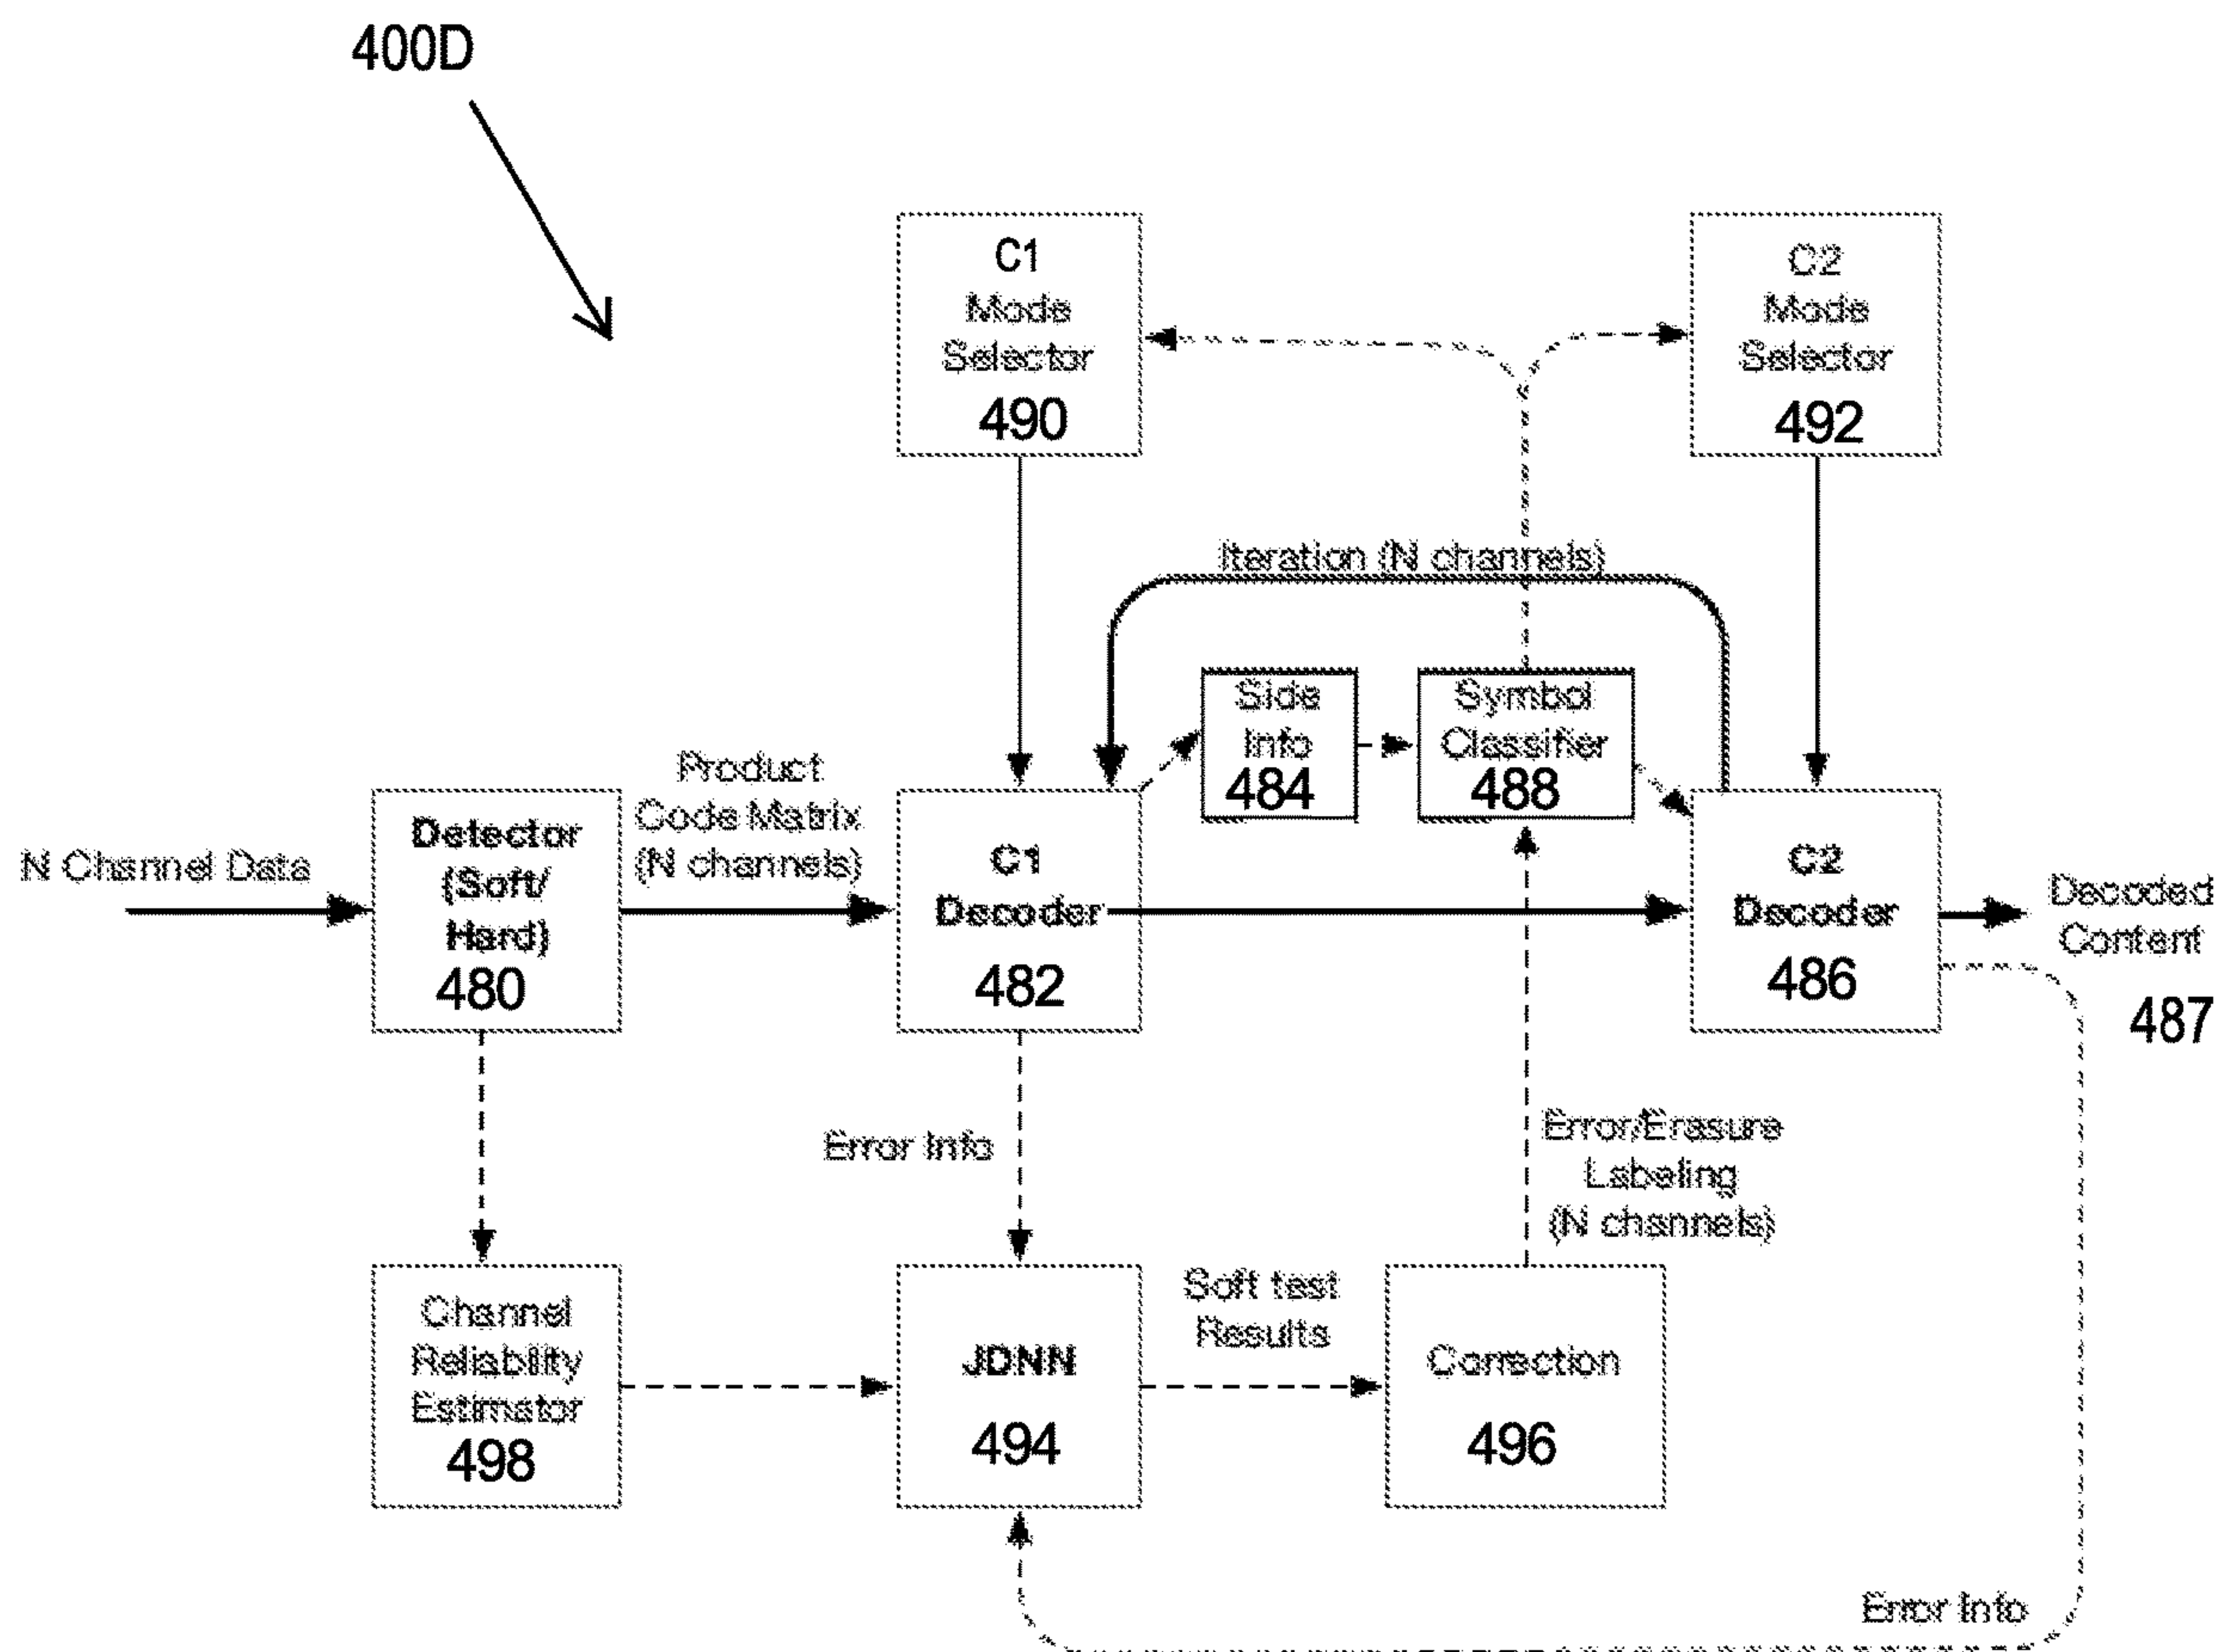 400D
C1
Mode
Selector
490
C2
Mode
Selector
492
Iteration (N channels)
Side
Info
484
Symbol
Classifier
488
N Channel Data
Detector
(Soft/
Hard)
480
Product
Code Matrix
(N channels)
C1
Decoder
482
C2
Decoder
486
Decoded
Content
487
Error Info
Error/Erasure
Labeling
(N channels)
Channel
Reliability
Estimator
498
JDNN
494
Soft test
Results
Correction
496
Error Info